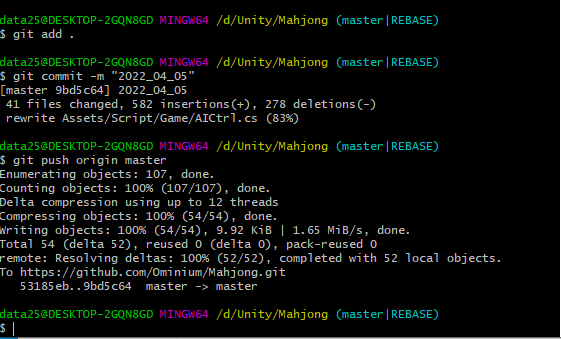 data25@DESKTOP-2GQN8GD MINGW64 /d/Unity/Mahjong (master|REBASE)
$ git add .
data25@DESKTOP-2GQN8GD MINGW64 /d/Unity/Mahjong (master|REBASE)
$ git commit -m "2022_04_05"
[master 9bd5c64] 2022_04_05
41 files changed, 582 insertions(+), 278 deletions(-)
rewrite Assets/Script/Game/AICtrl.cs (83%)
data25@DESKTOP-2GQN8GD MINGW64 /d/Unity/Mahjong (master|REBASE)
$ git push origin master
Enumerating objects: 107, done.
Counting objects: 100% (107/107), done.
Delta compression using up to 12 threads
Compressing objects: 100% (54/54), done.
Writing objects: 100% (54/54), 9.92 KiB | 1.65 MiB/s, done.
Total 54 (delta 52), reused 0 (delta 0), pack-reused 0
remote: Resolving deltas: 100% (52/52), completed with 52 local objects.
To https://github.com/Ominium/Mahjong.git
53185eb..9bd5c64  master -> master
data25@DESKTOP-2GQN8GD MINGW64 /d/Unity/Mahjong (master|REBASE)
$